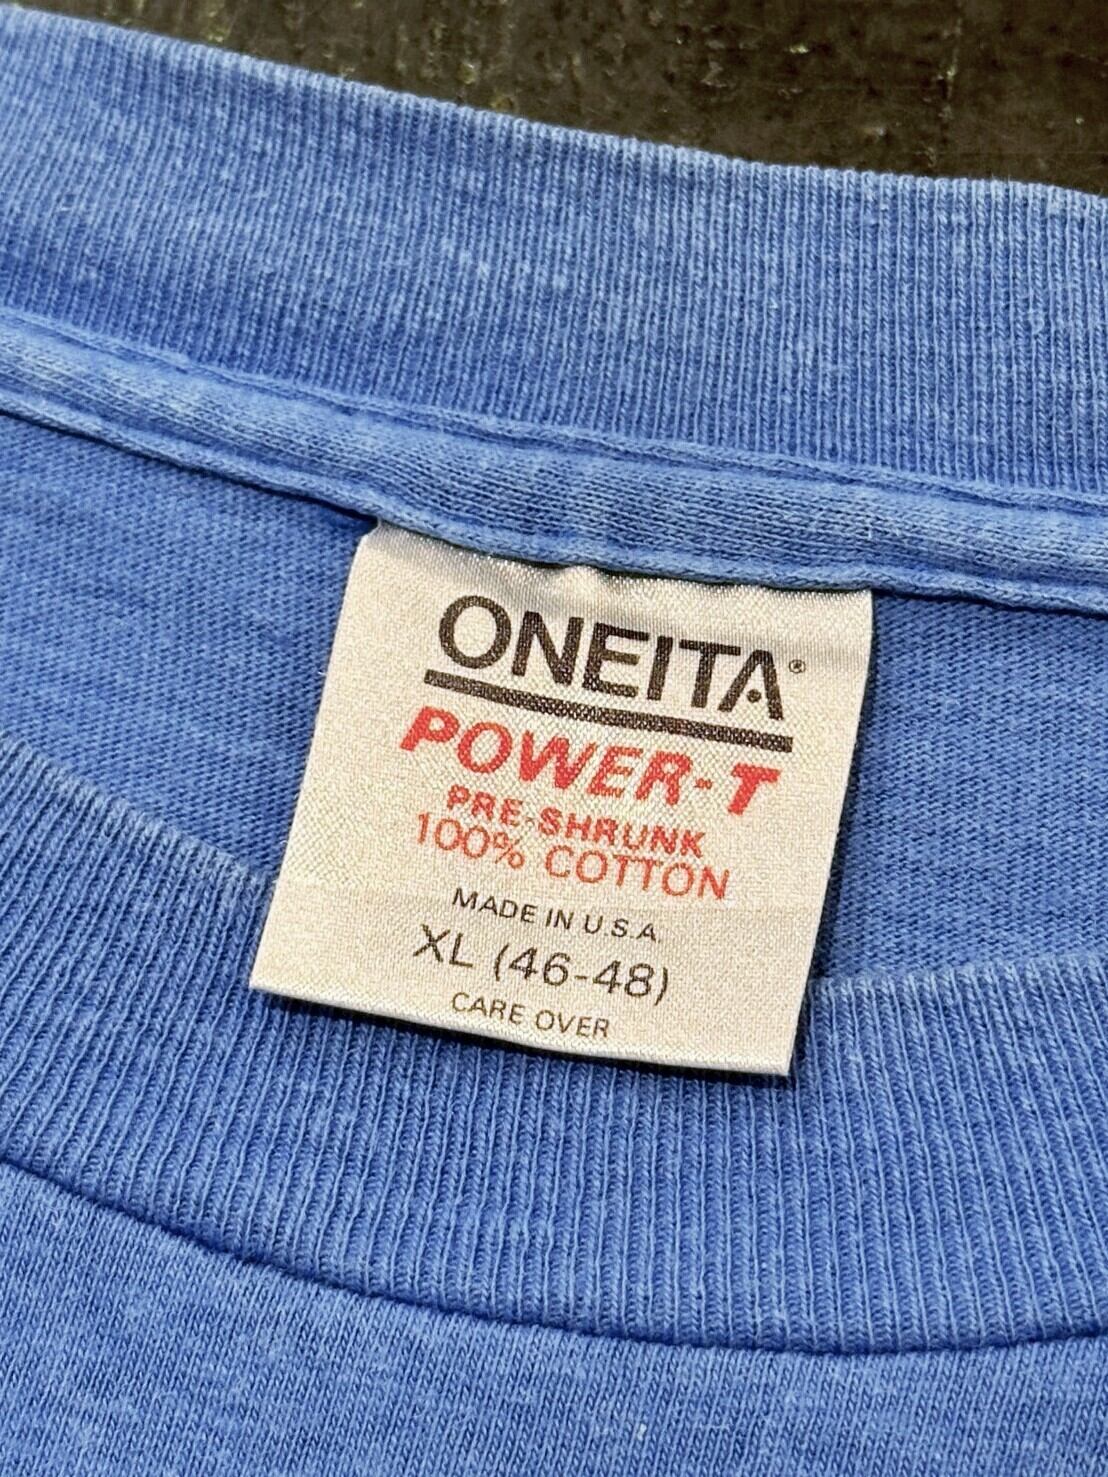 ONEITA®
POWER-T
PRE-SHRUNK
100% COTTON
MADE IN U.S.A.
XL (46-48)
CARE OVER